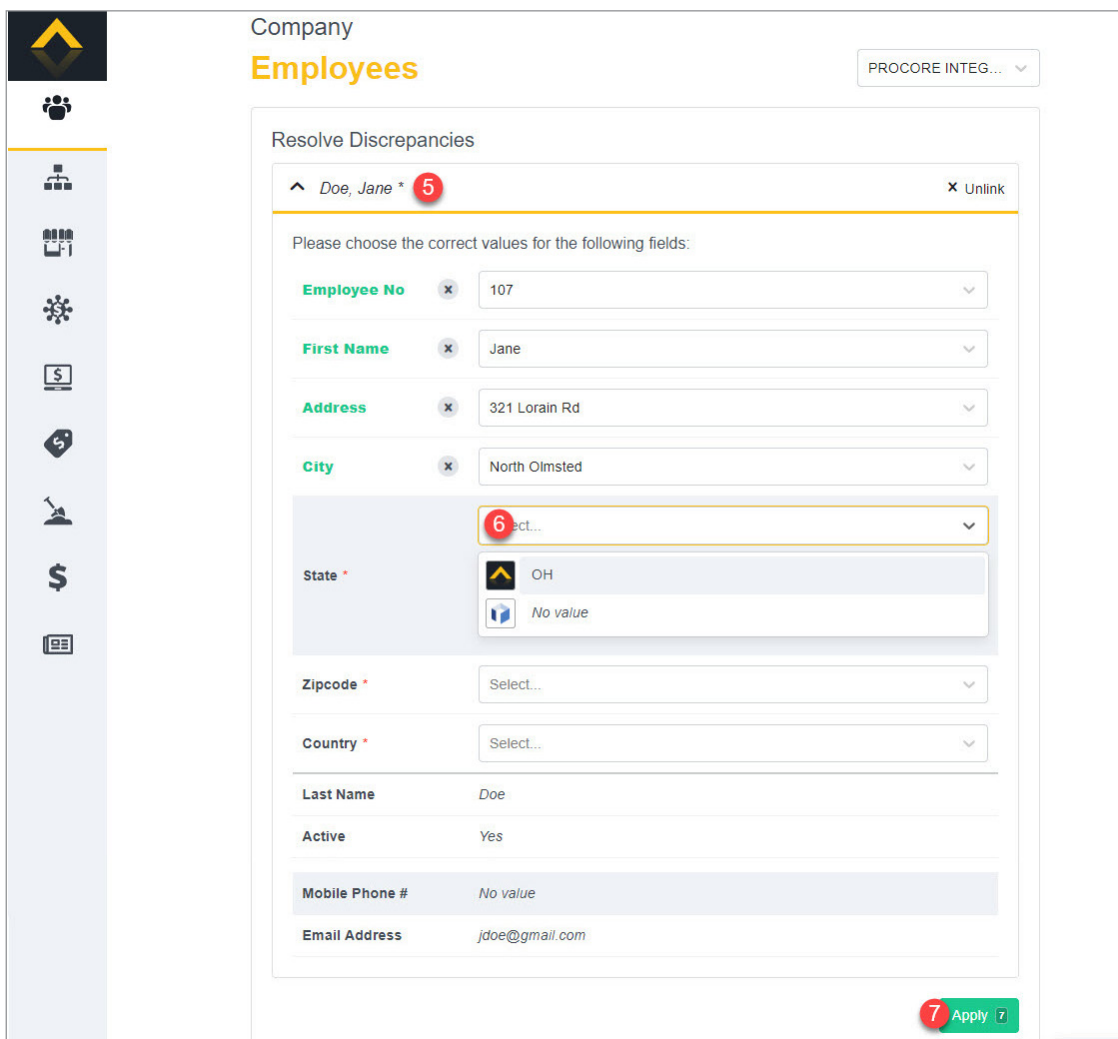 Company
Employees
PROCORE INTEG...
Resolve Discrepancies
Doe, Jane * 5
× Unlink
Please choose the correct values for the following fields:
Employee No × 107
First Name × Jane
Address × 321 Lorain Rd
City × North Olmsted
6 ect...
State *
OH
No value
Zipcode * Select...
Country * Select...
Last Name Doe
Active Yes
Mobile Phone # No value
Email Address jdoe@gmail.com
7 Apply 7